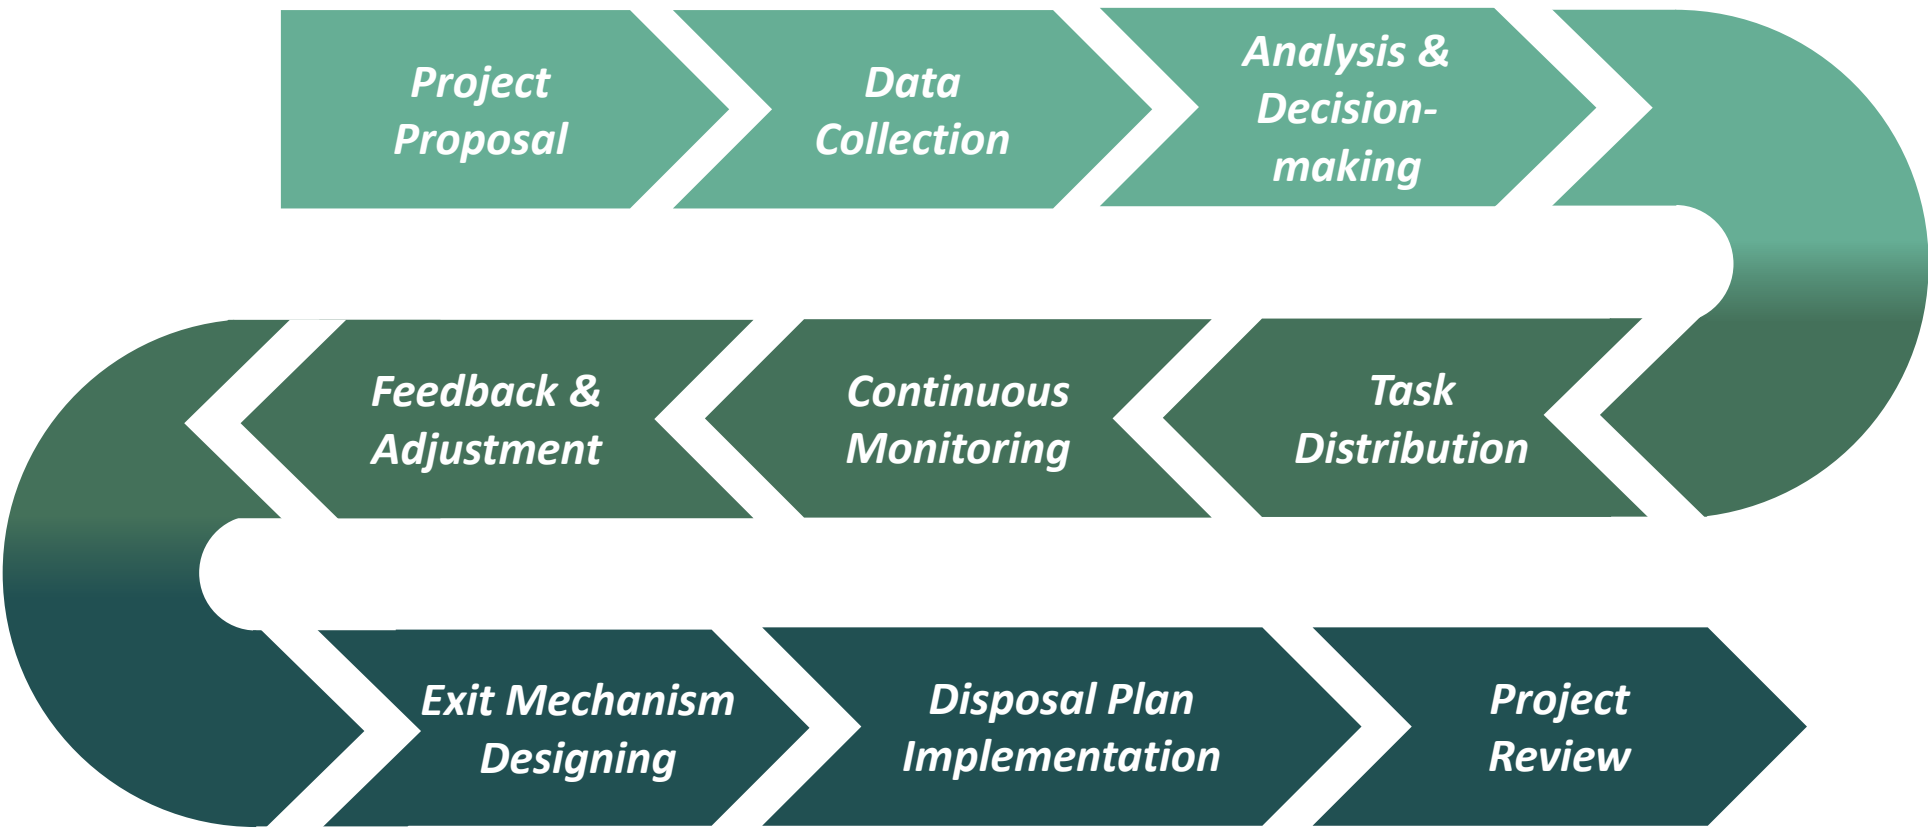 Project
Proposal
Data
Collection
Analysis &
Decision-
making
Task
Distribution
Continuous
Monitoring
Feedback &
Adjustment
Exit Mechanism
Designing
Disposal Plan
Implementation
Project
Review